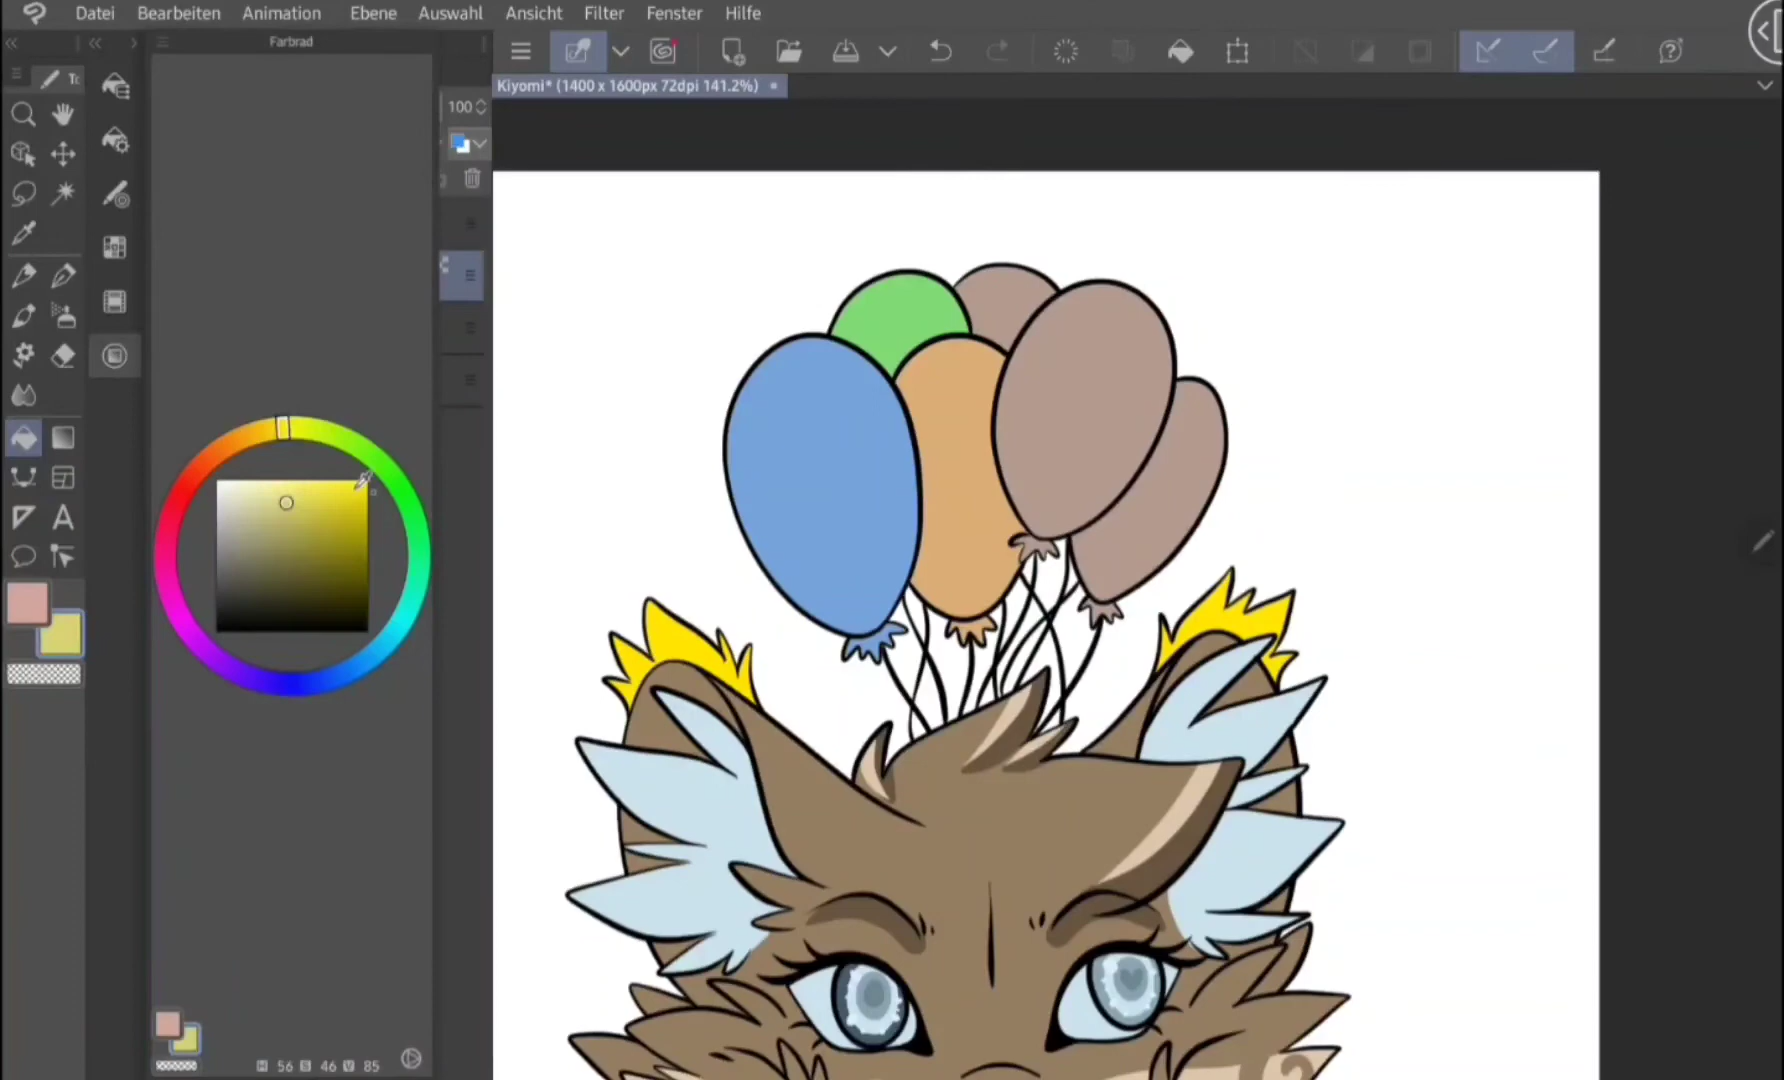 Datei Bearbeiten Animation Ebene Auswahl Ansicht Filter Fenster Hilfe
Farbrad
Kiyomi* (1400 x 1600px 72dpi 141.2%)
100
H 56 S 46 V 85